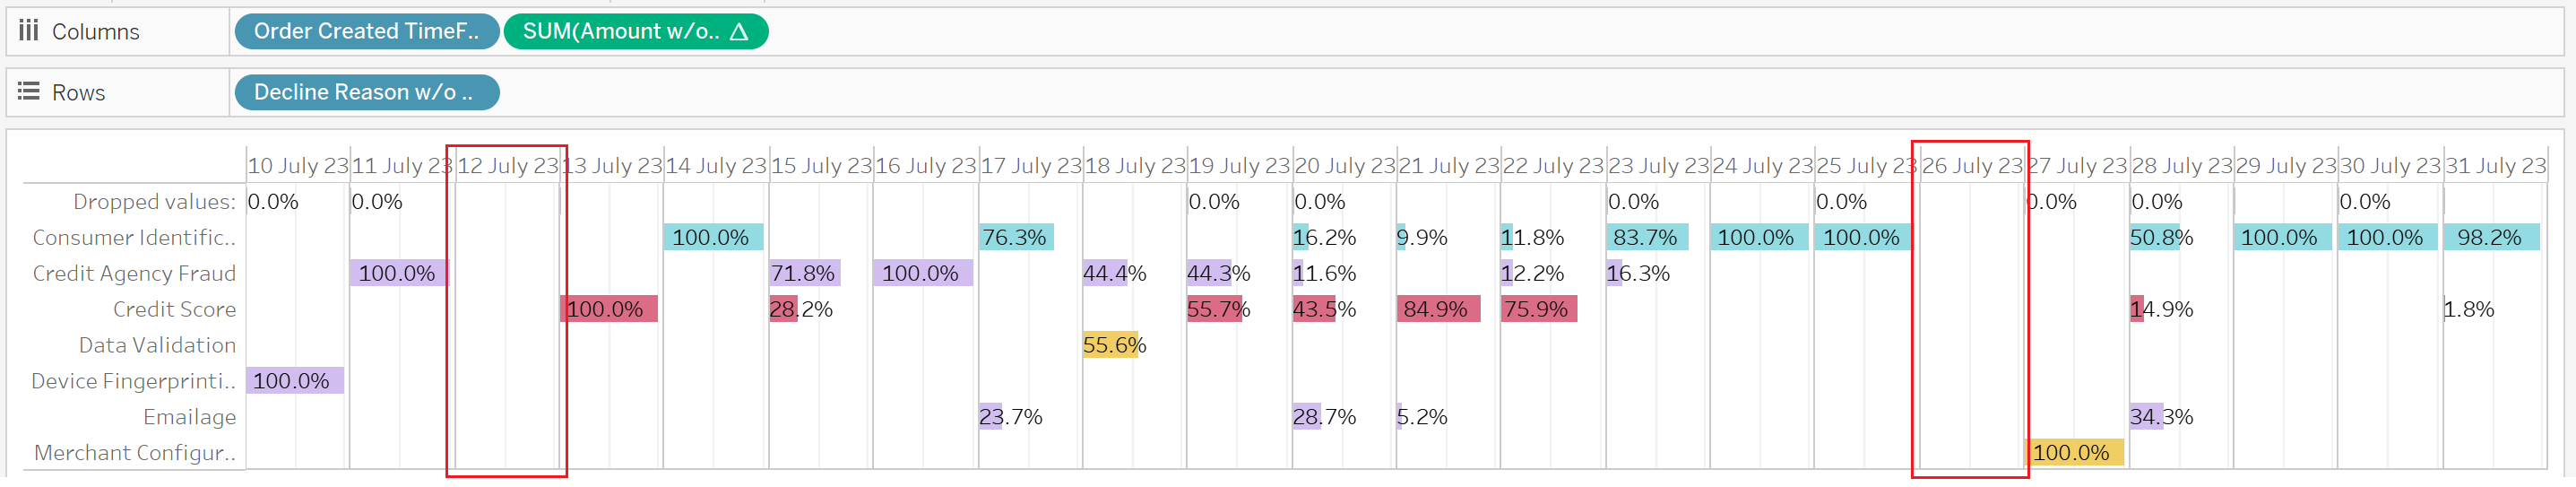 Columns Order Created TimeF.. SUM(Amount w/o.. △
Rows Decline Reason w/o ..
10 July 23 11 July 23 12 July 23 13 July 23 14 July 23 15 July 23 16 July 23 17 July 23 18 July 23 19 July 23 20 July 23 21 July 23 22 July 23 23 July 23 24 July 23 25 July 23 26 July 23 27 July 23 28 July 23 29 July 23 30 July 23 31 July 23
Dropped values: 0.0% 0.0% 0.0% 0.0% 0.0% 0.0% 0.0% 0.0% 0.0%
Consumer Identific.. 100.0% 76.3% 16.2% 9.9% 11.8% 83.7% 100.0% 100.0% 50.8% 100.0% 100.0% 98.2%
Credit Agency Fraud 100.0% 71.8% 100.0% 44.4% 44.3% 11.6% 12.2% 16.3%
Credit Score 100.0% 28.2% 55.7% 43.5% 84.9% 75.9% 14.9% 1.8%
Data Validation 55.6%
Device Fingerprinti.. 100.0%
Emailage 23.7% 28.7% 5.2% 34.3%
Merchant Configur.. 100.0%